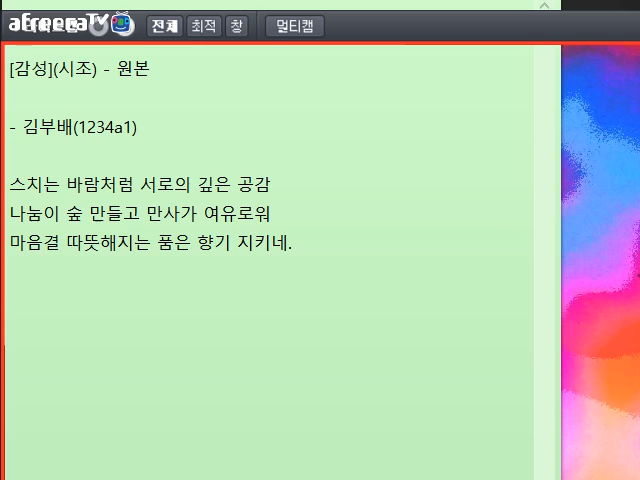 afreecaTV
전체 최적 창 멀티캠
[감성](시조) - 원본
- 김부배(1234a1)
스치는 바람처럼 서로의 깊은 공감
나눔이 숲 만들고 만사가 여유로워
마음결 따뜻해지는 품은 향기 지키네.